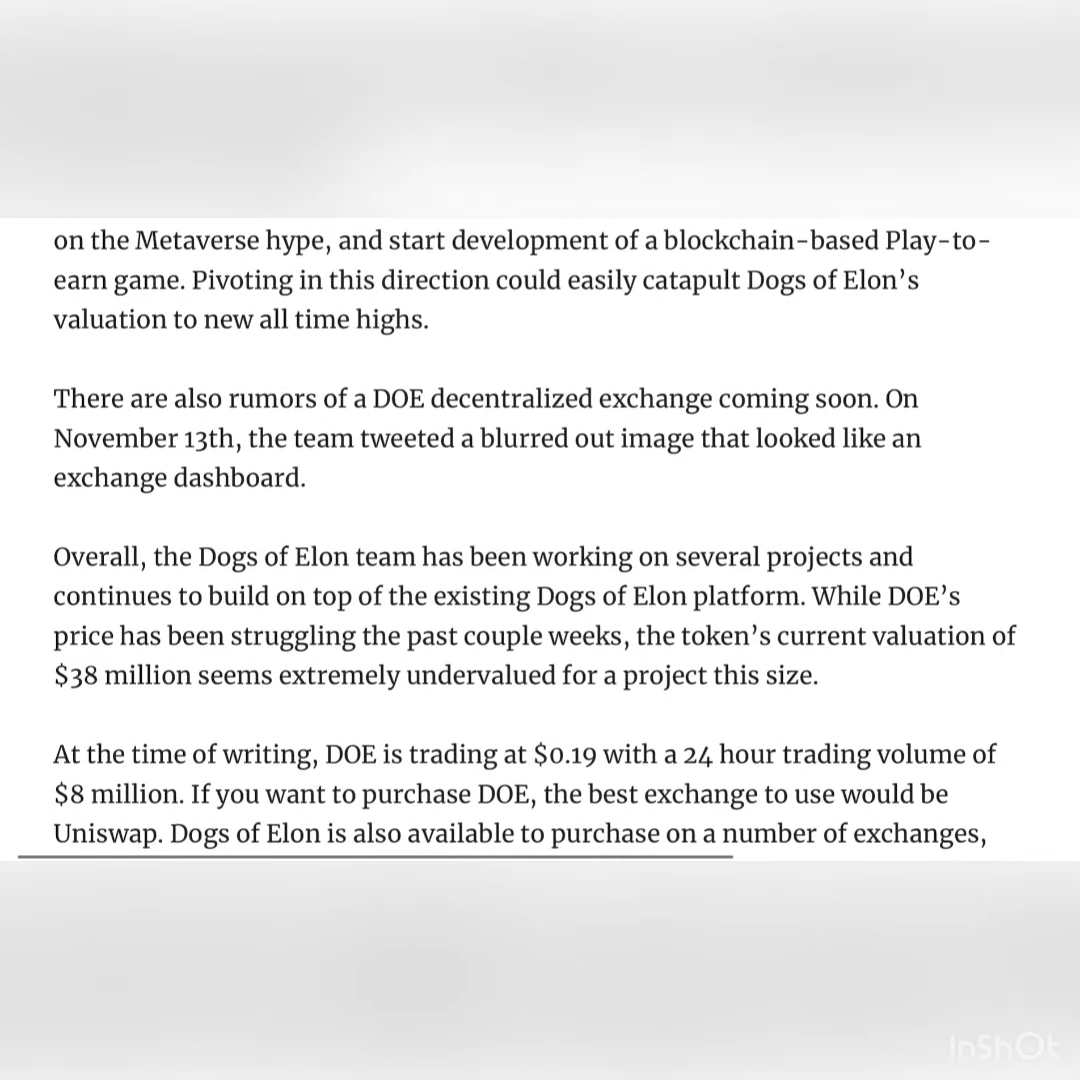 on the Metaverse hype, and start development of a blockchain-based Play-to-
earn game. Pivoting in this direction could easily catapult Dogs of Elon’s
valuation to new all time highs.
There are also rumors of a DOE decentralized exchange coming soon. On
November 13th, the team tweeted a blurred out image that looked like an
exchange dashboard.
Overall, the Dogs of Elon team has been working on several projects and
continues to build on top of the existing Dogs of Elon platform. While DOE’s
price has been struggling the past couple weeks, the token’s current valuation of
$38 million seems extremely undervalued for a project this size.
At the time of writing, DOE is trading at $0.19 with a 24 hour trading volume of
$8 million. If you want to purchase DOE, the best exchange to use would be
Uniswap. Dogs of Elon is also available to purchase on a number of exchanges,
InShOt